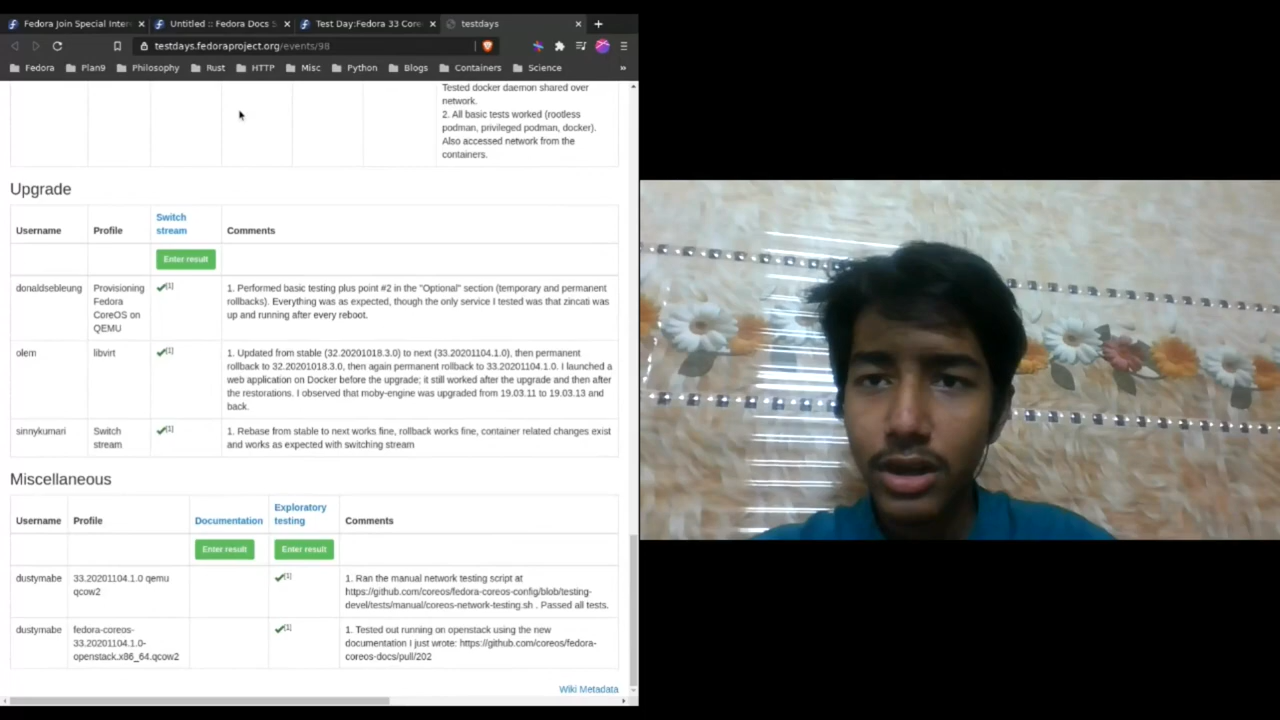 Fedora Join Special Inter
Untitled :: Fedora Docs S
Test Day:Fedora 33 Core
testdays
testdays.fedoraproject.org/events/98
Fedora
Plan9
Philosophy
Rust
HTTP
Misc
Python
Blogs
Containers
Science
»
Tested docker daemon shared over
network.
2. All basic tests worked (rootless
podman, privileged podman, docker).
Also accessed network from the
containers.
Upgrade
Username
Profile
Switch
stream
Comments
Enter result
donaldsebleung
Provisioning
Fedora
CoreOS on
QEMU
[1]
1. Performed basic testing plus point #2 in the "Optional" section (temporary and permanent
rollbacks). Everything was as expected, though the only service I tested was that zincati was
up and running after every reboot.
olem
libvirt
[1]
1. Updated from stable (32.20201018.3.0) to next (33.20201104.1.0), then permanent
rollback to 32.20201018.3.0, then again permanent rollback to 33.20201104.1.0. I launched a
web application on Docker before the upgrade; it still worked after the upgrade and then after
the restorations. I observed that moby-engine was upgraded from 19.03.11 to 19.03.13 and
back.
sinnykumari
Switch
stream
[1]
1. Rebase from stable to next works fine, rollback works fine, container related changes exist
and works as expected with switching stream
Miscellaneous
Username
Profile
Documentation
Exploratory
testing
Comments
Enter result
Enter result
dustymabe
33.20201104.1.0 qemu
qcow2
[1]
1. Ran the manual network testing script at
https://github.com/coreos/fedora-coreos-config/blob/testing-
devel/tests/manual/coreos-network-testing.sh . Passed all tests.
dustymabe
fedora-coreos-
33.20201104.1.0-
openstack.x86_64.qcow2
[1]
1. Tested out running on openstack using the new
documentation I just wrote: https://github.com/coreos/fedora-
coreos-docs/pull/202
Wiki Metadata